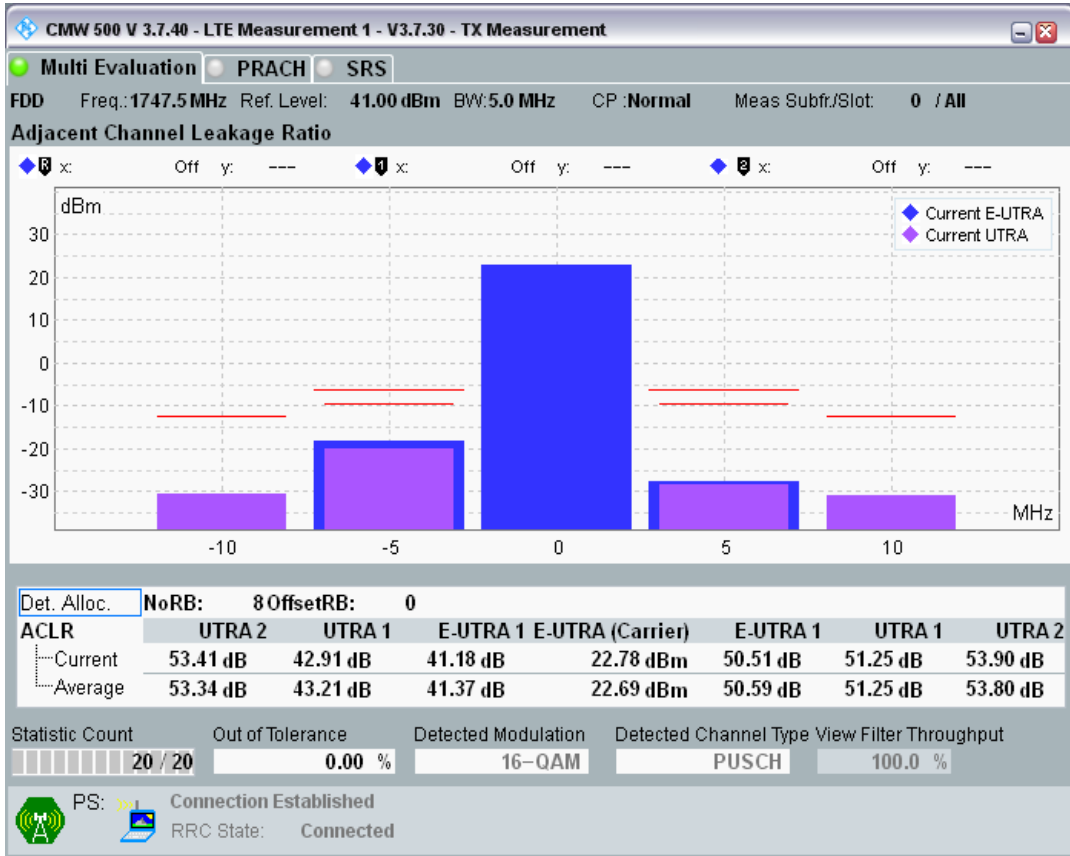 CMW 500 V 3.7.40 - LTE Measurement 1 - V3.7.30 - TX Measurement
Multi Evaluation PRACH SRS
FDD Freq.:1747.5 MHz Ref. Level: 41.00 dBm BW:5.0 MHz CP :Normal Meas Subfr./Slot: 0 / All
Adjacent Channel Leakage Ratio
R x: Off y: --- 1 x: Off y: --- 2 x: Off y: ---
dBm
Current E-UTRA
Current UTRA
30
20
10
0
-10
-20
-30
MHz
-10 -5 0 5 10
Det. Alloc. NoRB: 8 OffsetRB: 0
ACLR UTRA 2 UTRA 1 E-UTRA 1 E-UTRA (Carrier) E-UTRA 1 UTRA 1 UTRA 2
Current 53.41 dB 42.91 dB 41.18 dB 22.78 dBm 50.51 dB 51.25 dB 53.90 dB
Average 53.34 dB 43.21 dB 41.37 dB 22.69 dBm 50.59 dB 51.25 dB 53.80 dB
Statistic Count Out of Tolerance Detected Modulation Detected Channel Type View Filter Throughput
20 / 20 0.00 % 16-QAM PUSCH 100.0 %
PS: Connection Established
RRC State: Connected